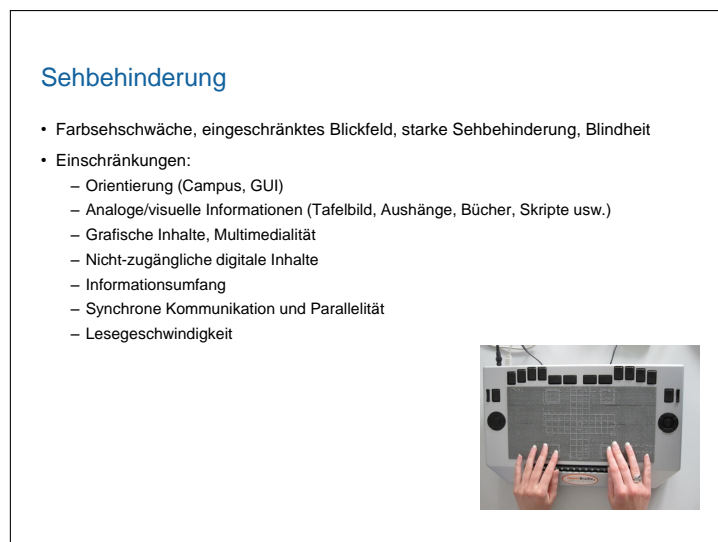 Sehbehinderung
• Farbsehschwäche, eingeschränktes Blickfeld, starke Sehbehinderung, Blindheit
• Einschränkungen:
– Orientierung (Campus, GUI)
– Analoge/visuelle Informationen (Tafelbild, Aushänge, Bücher, Skripte usw.)
– Grafische Inhalte, Multimedialität
– Nicht-zugängliche digitale Inhalte
– Informationsumfang
– Synchrone Kommunikation und Parallelität
– Lesegeschwindigkeit